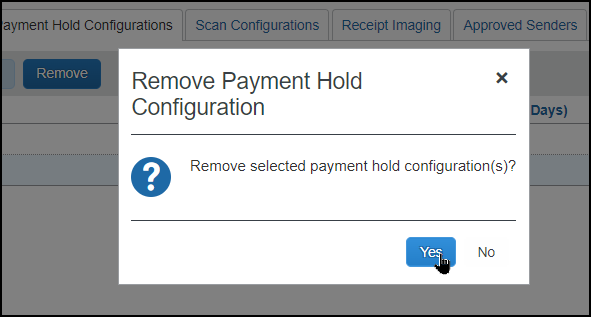 Payment Hold Configurations Scan Configurations Receipt Imaging Approved Senders
Remove
Remove Payment Hold
Configuration
×
Days)
Remove selected payment hold configuration(s)?
?
Yes No